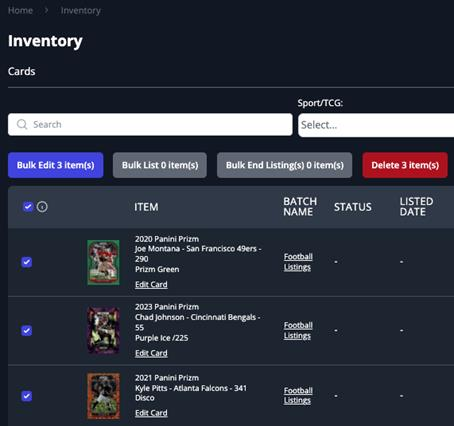 Home > Inventory
Inventory
Cards
Sport/TCG:
Search
Select...
Bulk Edit 3 item(s)
Bulk List 0 item(s)
Bulk End Listing(s) 0 item(s)
Delete 3 item(s)
ITEM
BATCH
NAME
STATUS
LISTED
DATE
2020 Panini Prizm
Joe Montana - San Francisco 49ers -
290
Prizm Green
Edit Card
Football
Listings
-
-
2023 Panini Prizm
Chad Johnson - Cincinnati Bengals -
55
Purple Ice /225
Edit Card
Football
Listings
-
-
2021 Panini Prizm
Kyle Pitts - Atlanta Falcons - 341
Disco
Edit Card
Football
Listings
-
-